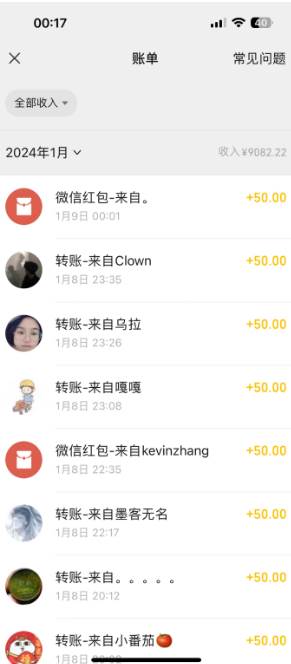 00:17
40
账单
常见问题
全部收入
2024年1月
收入¥9082.22
微信红包-来自。
+50.00
1月9日 00:01
转账-来自Clown
+50.00
1月8日 23:35
转账-来自乌拉
+50.00
1月8日 23:26
转账-来自嘎嘎
+50.00
1月8日 23:08
微信红包-来自kevinzhang
+50.00
1月8日 22:35
转账-来自墨客无名
+50.00
1月8日 22:17
转账-来自。。。。。
+50.00
1月8日 20:12
转账-来自小番茄🍅
+50.00
1月8日